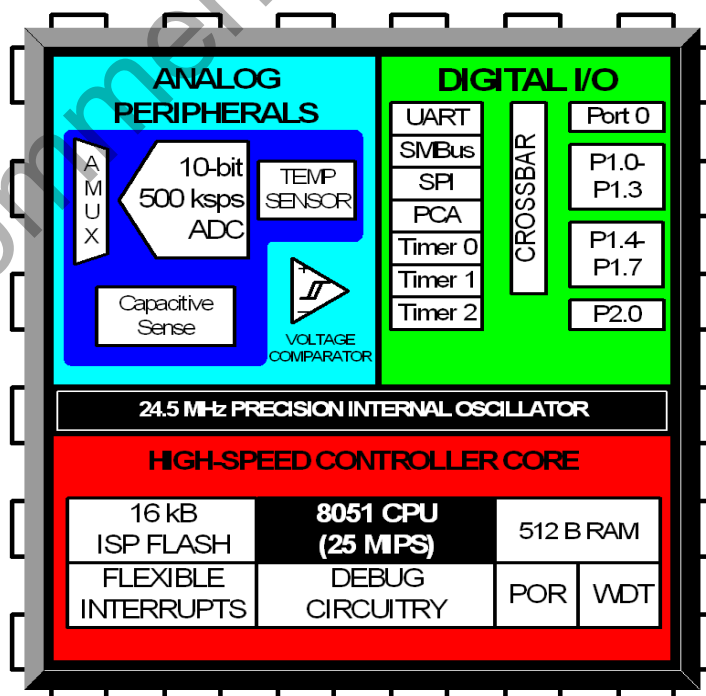 ANALOG
PERIPHERALS
A
M
U
X
10-bit
500 ksps
ADC
TEMP
SENSOR
Capacitive
Sense
VOLTAGE
COMPARATOR
DIGITAL I/O
UART
SMBus
SPI
PCA
Timer 0
Timer 1
Timer 2
CROSSBAR
Port 0
P1.0-
P1.3
P1.4-
P1.7
P2.0
24.5 MHz PRECISION INTERNAL OSCILLATOR
HIGH-SPEED CONTROLLER CORE
16 kB
ISP FLASH
8051 CPU
(25 MIPS)
512 B RAM
FLEXIBLE
INTERRUPTS
DEBUG
CIRCUITRY
POR
WDT